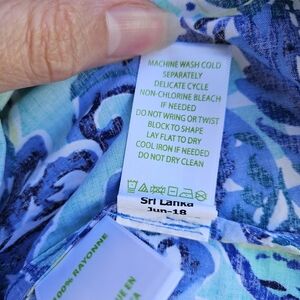 MACHINE WASH COLD
SEPARATELY
DELICATE CYCLE
NON-CHLORINE BLEACH
IF NEEDED
DO NOT WRING OR TWIST
BLOCK TO SHAPE
LAY FLAT TO DRY
COOL IRON IF NEEDED
DO NOT DRY CLEAN
Sri Lanka
Jun-18
100% RAYONNE
E EN